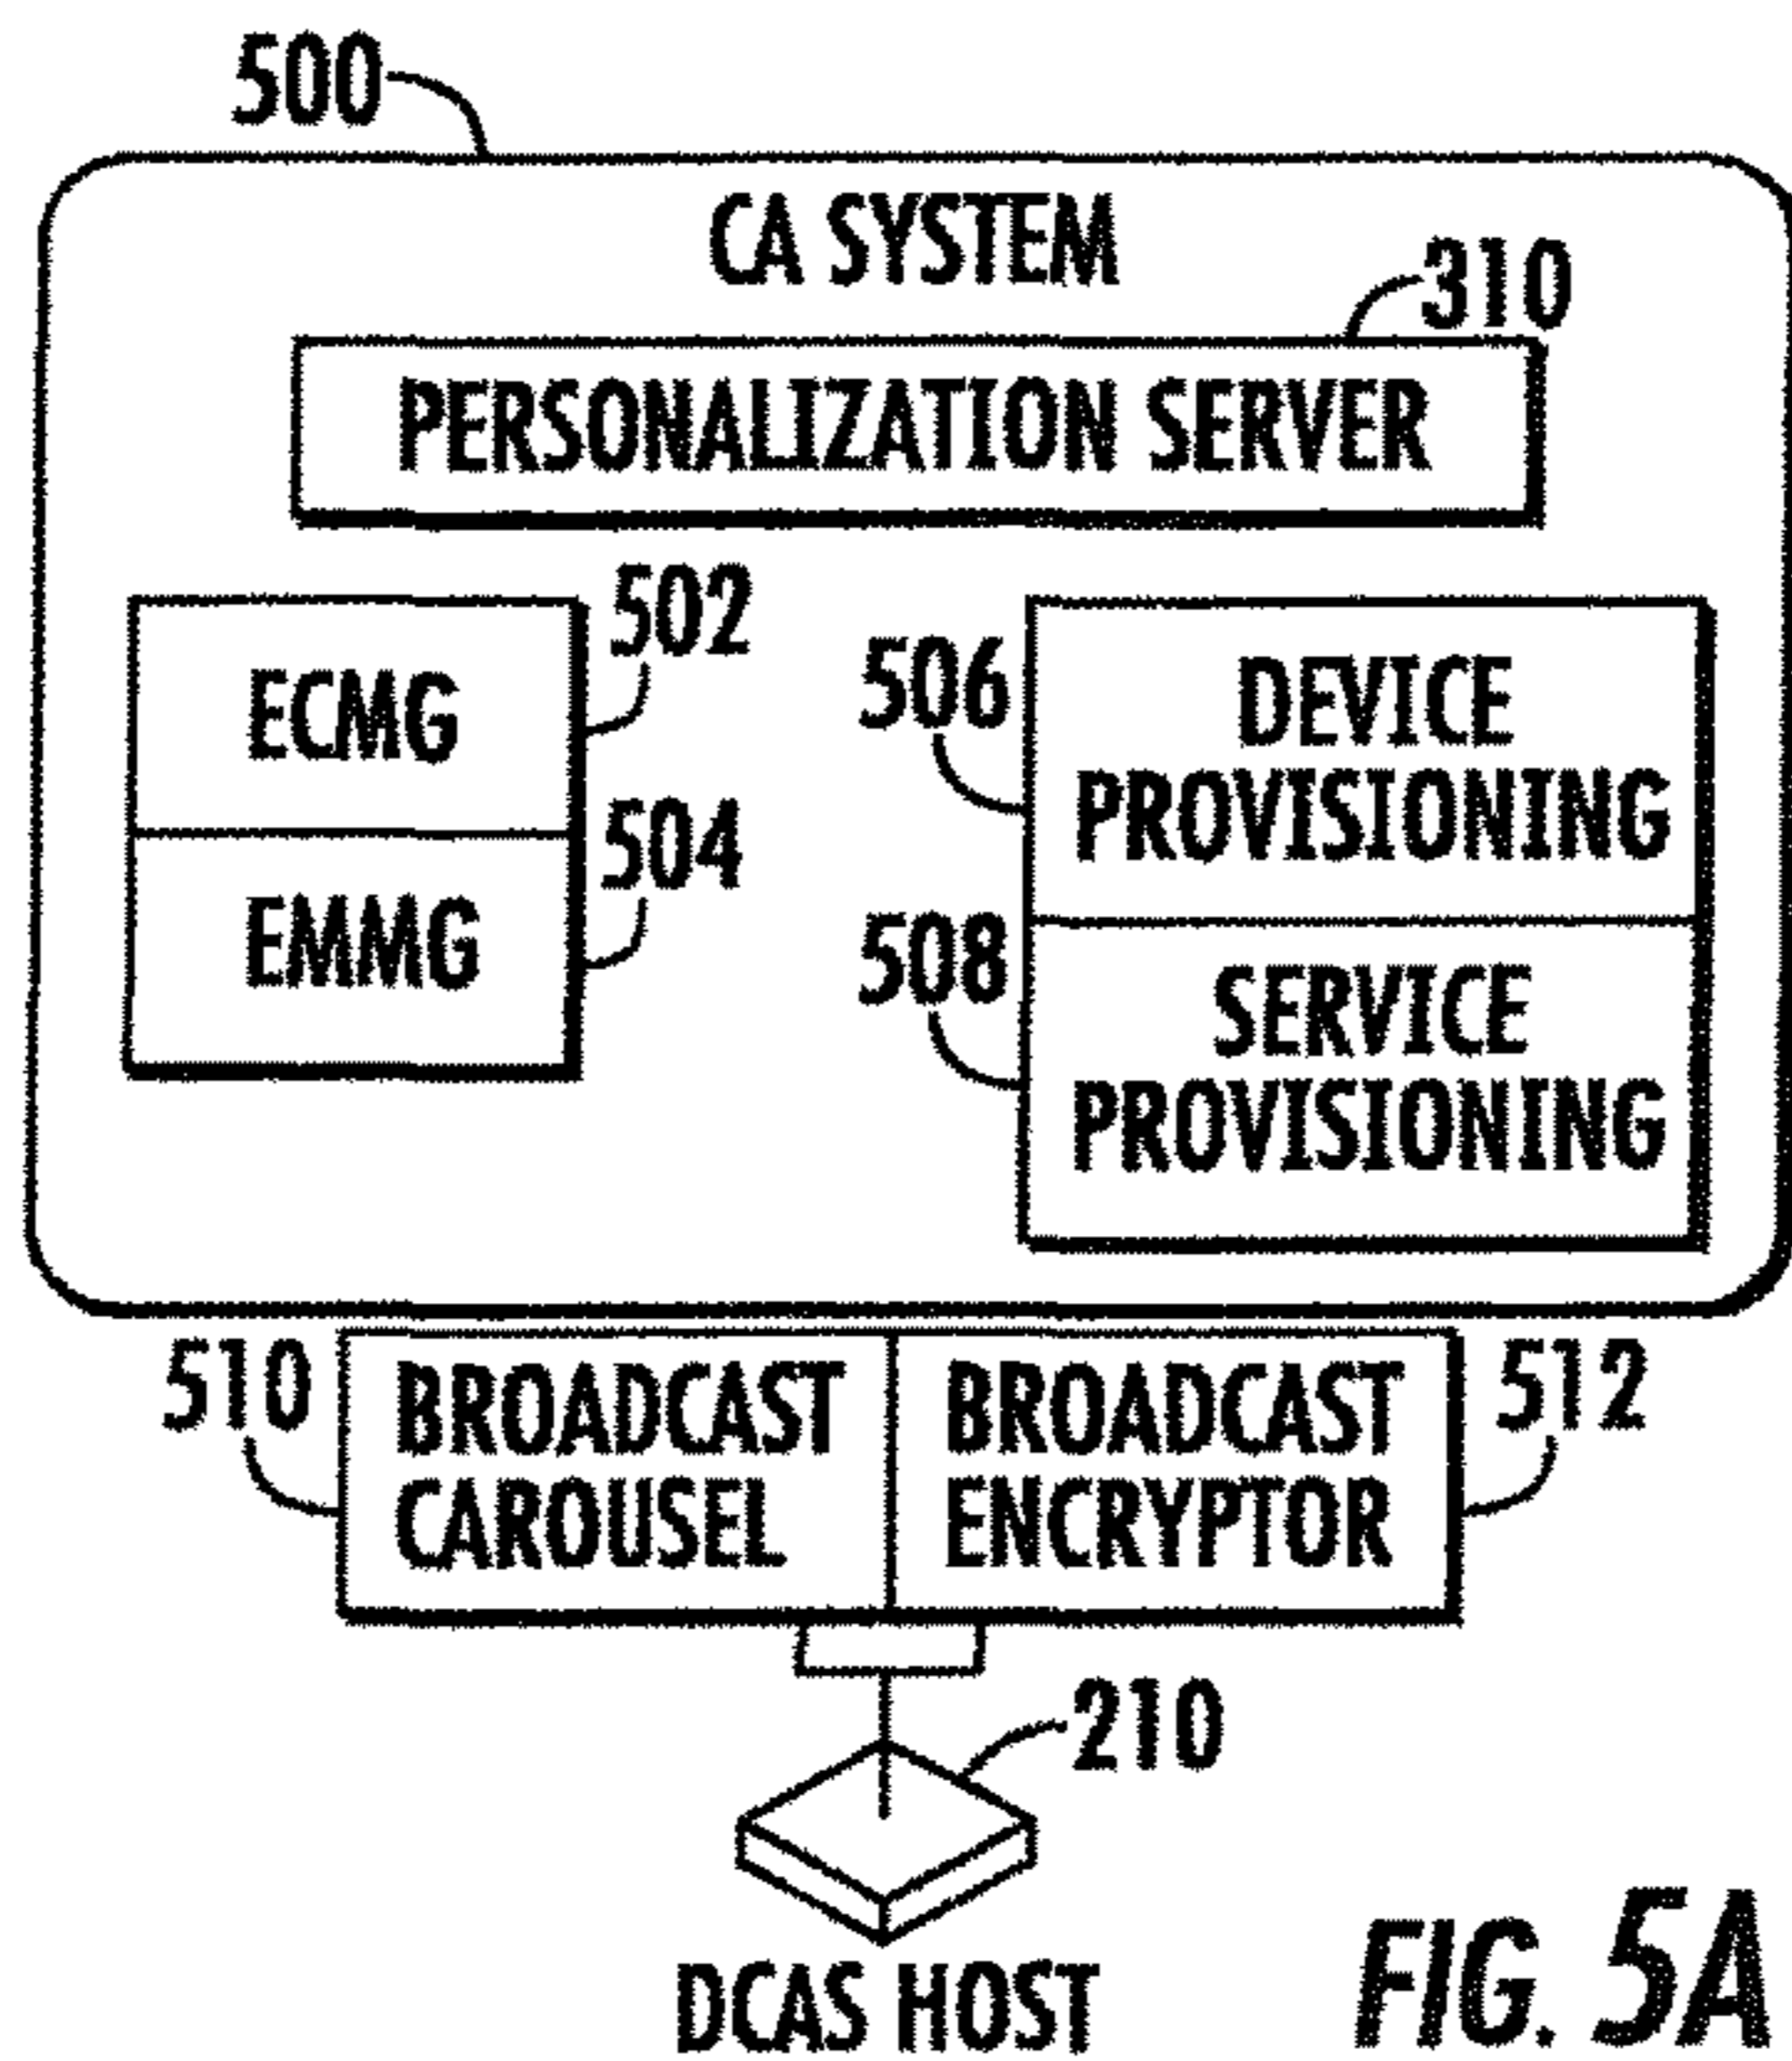 500
CA SYSTEM
310
PERSONALIZATION SERVER
502
ECMG
506
DEVICE
PROVISIONING
504
EMMG
508
SERVICE
PROVISIONING
510
BROADCAST
CAROUSEL
BROADCAST
ENCRYPTOR
512
210
DCAS HOST
FIG. 5A